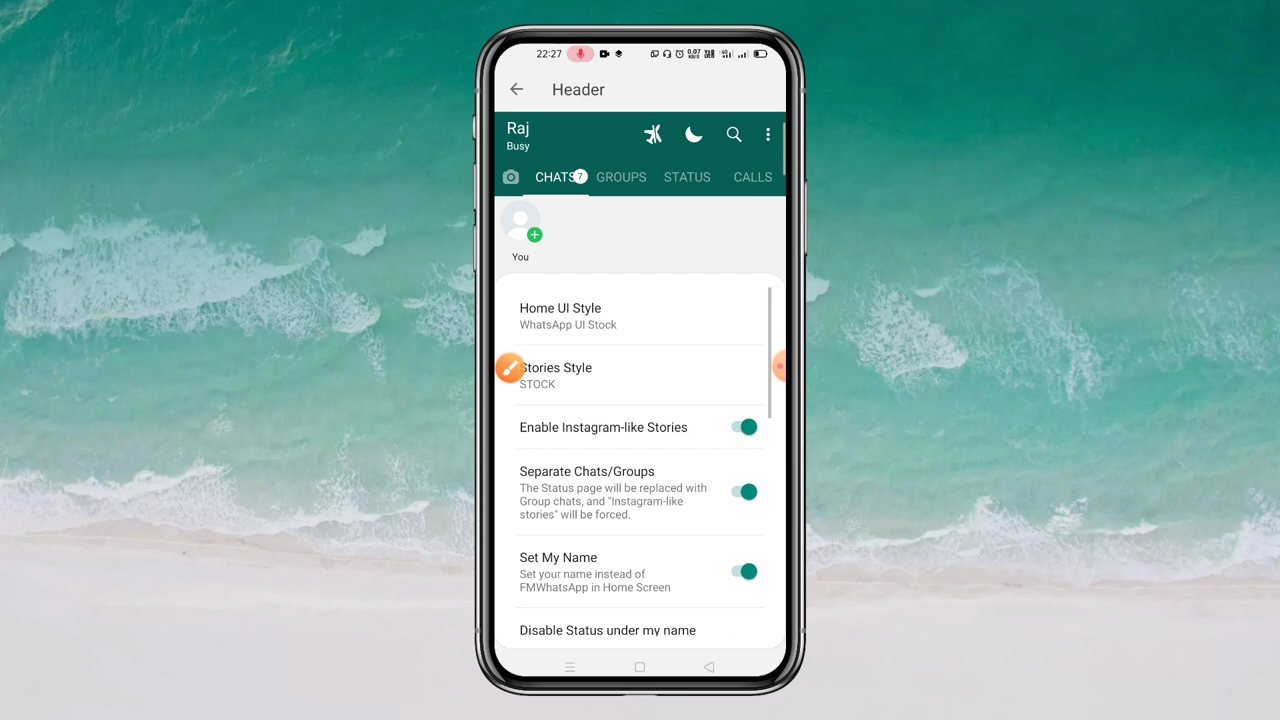 22:27
Header
Raj
Busy
CHATS 7 GROUPS STATUS CALLS
You
Home UI Style
WhatsApp UI Stock
Stories Style
STOCK
Enable Instagram-like Stories
Separate Chats/Groups
The Status page will be replaced with
Group chats, and "Instagram-like
stories" will be forced.
Set My Name
Set your name instead of
FMWhatsApp in Home Screen
Disable Status under my name